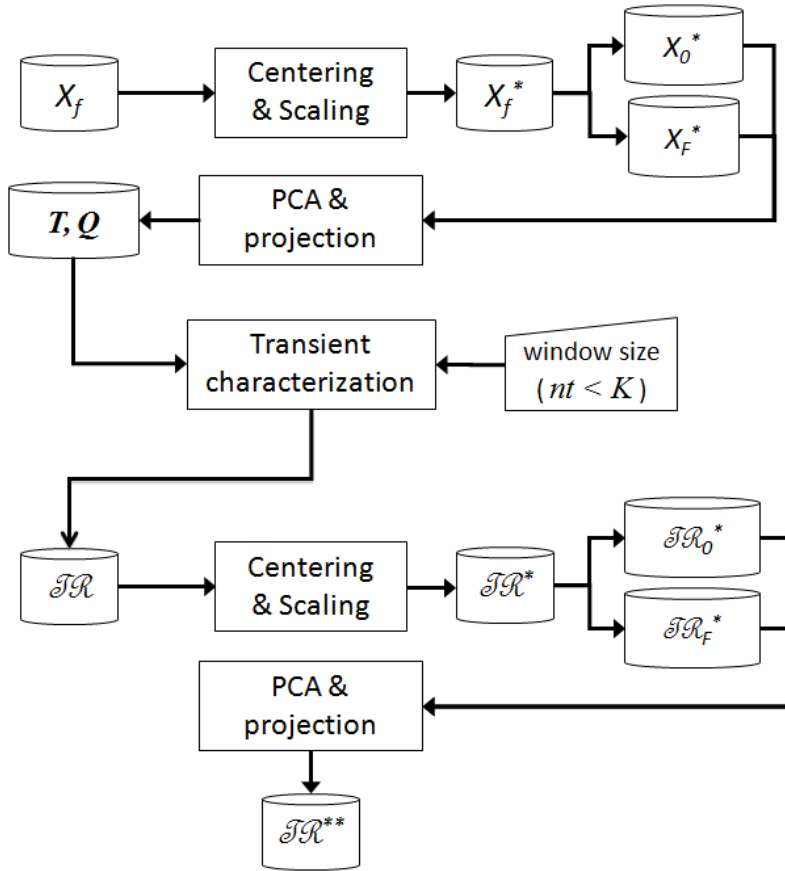 X_f
Centering
& Scaling
X_f*
X_0*
X_F*
T, Q
PCA &
projection
Transient
characterization
window size
( nt < K )
𝒯ℛ
Centering
& Scaling
𝒯ℛ*
𝒯ℛ_0*
𝒯ℛ_F*
PCA &
projection
𝒯ℛ**